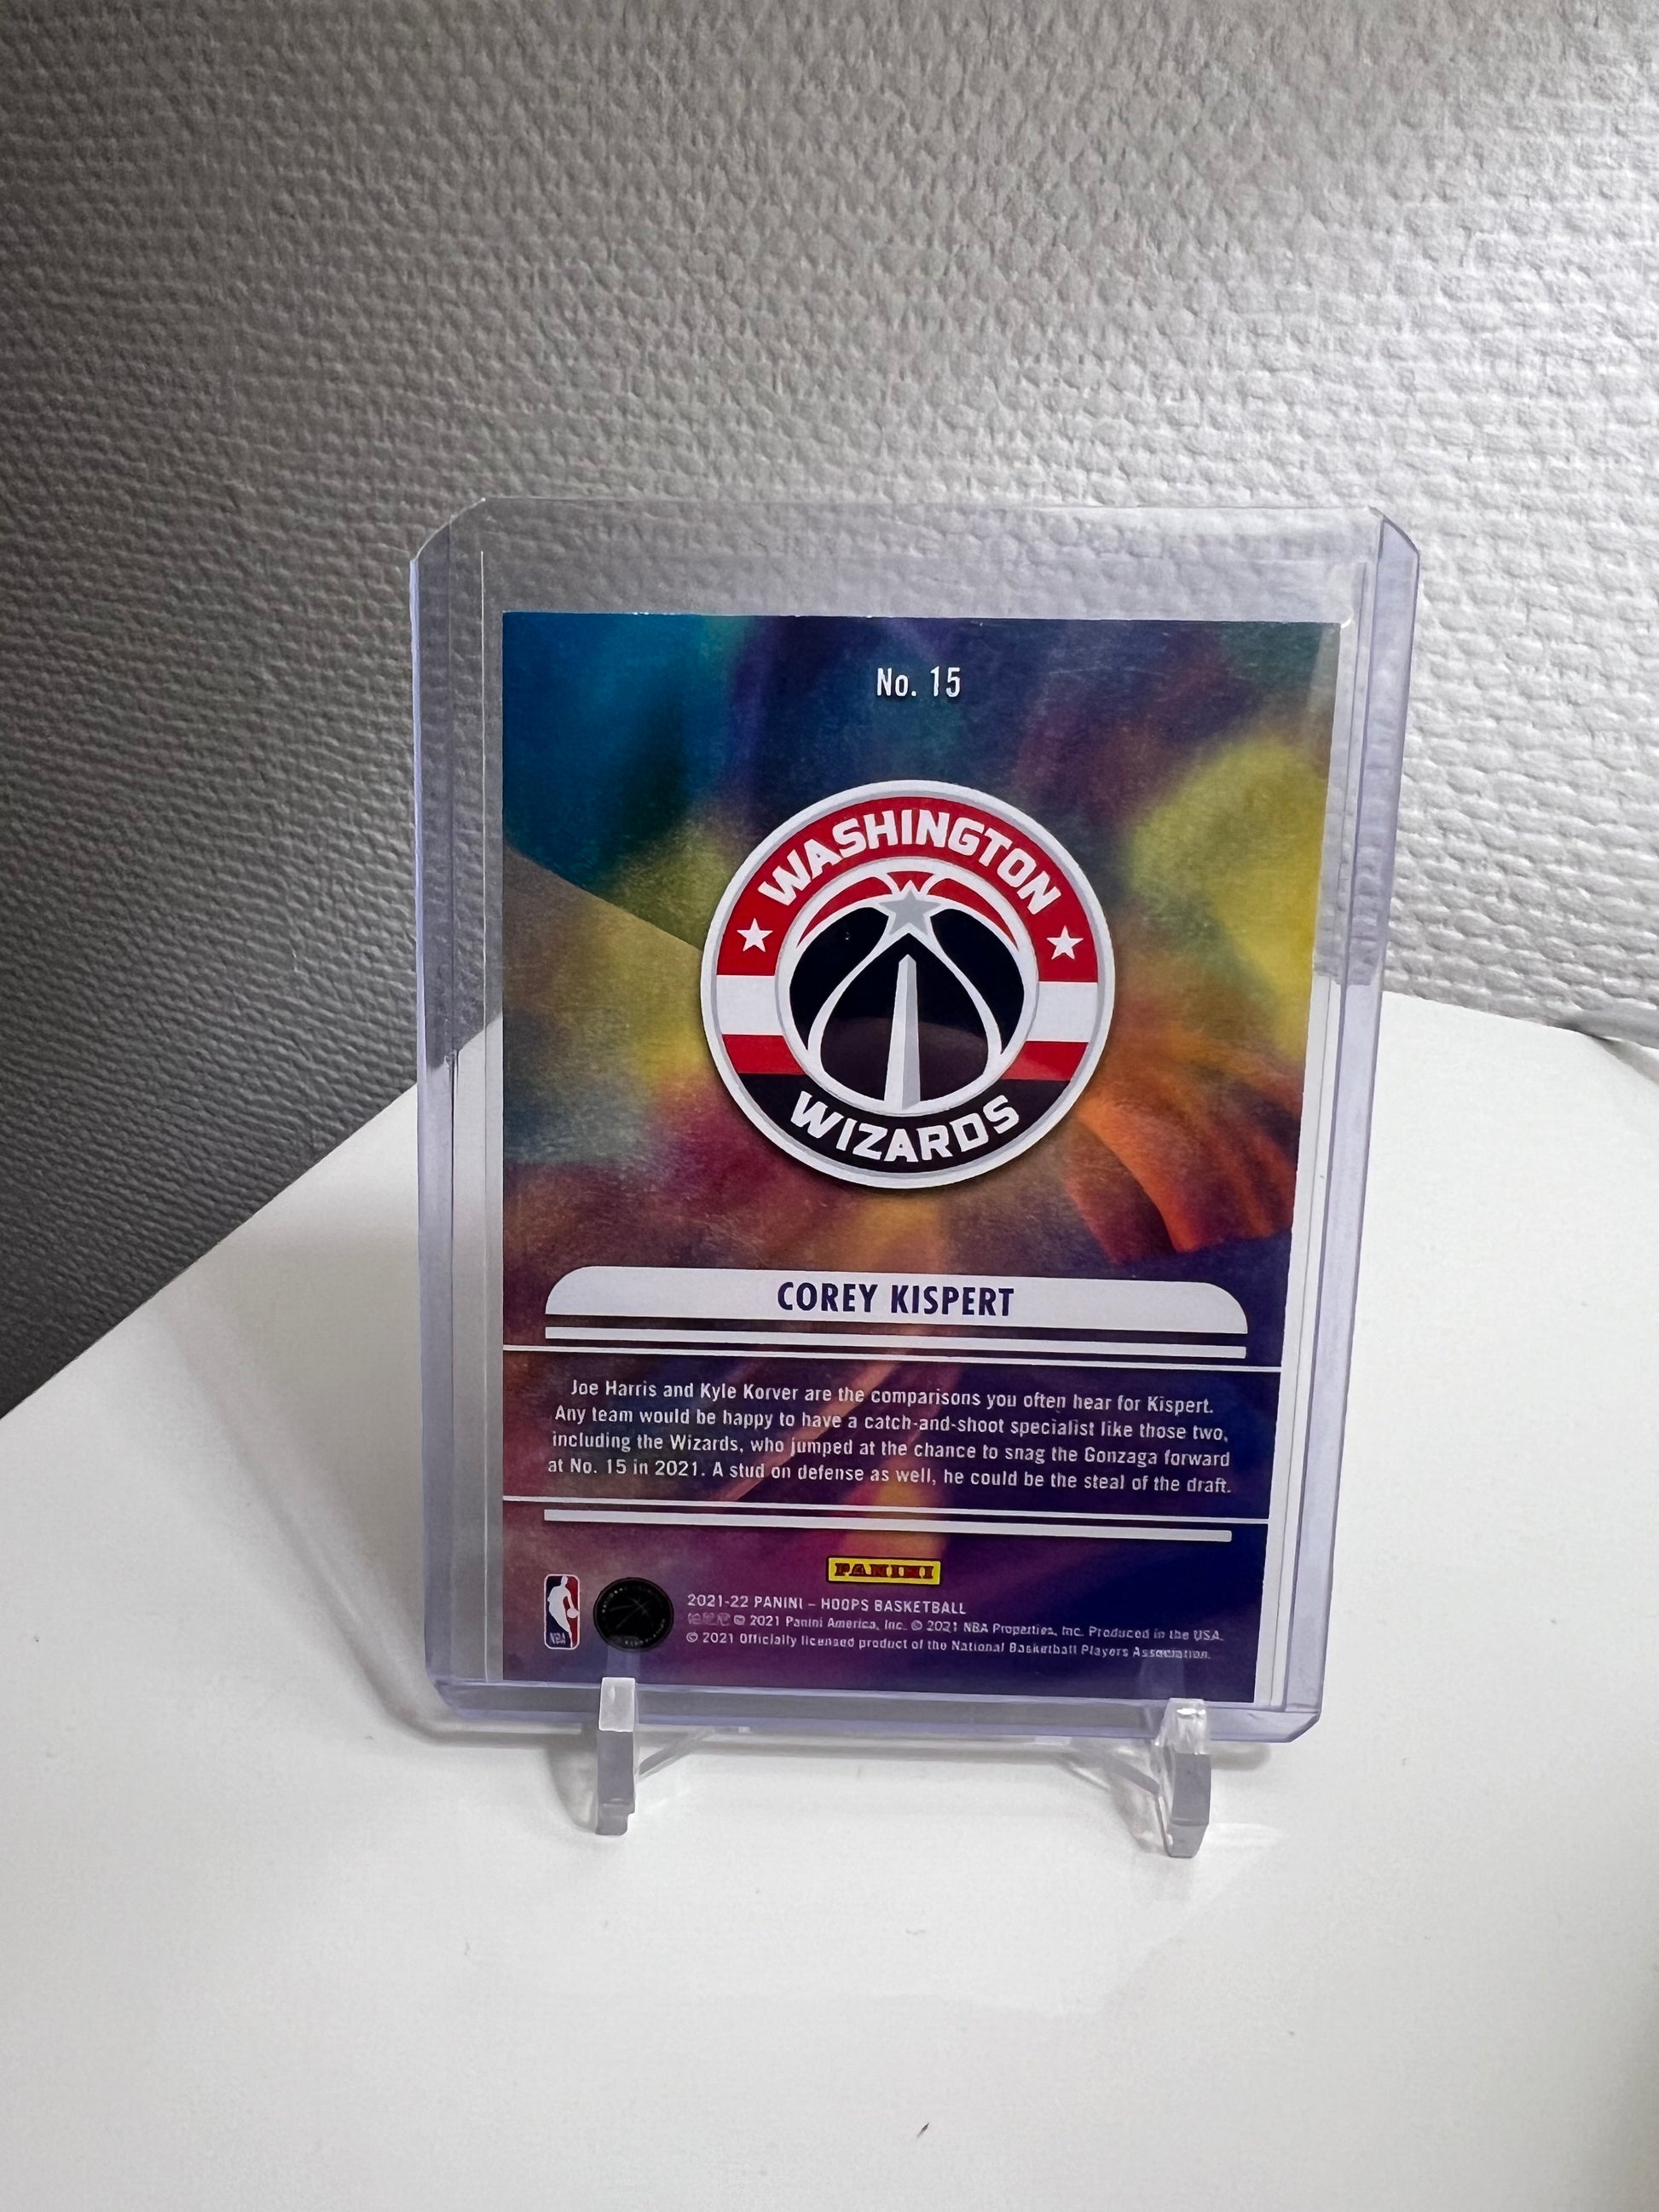 No. 15
WASHINGTON
WIZARDS
COREY KISPERT
Joe Harris and Kyle Korver are the comparisons you often hear for Kispert.
Any team would be happy to have a catch-and-shoot specialist like those two,
including the Wizards, who jumped at the chance to snag the Gonzaga forward
at No. 15 in 2021. A stud on defense as well, he could be the steal of the draft.
PANINI
NBA
2021-22 PANINI – HOOPS BASKETBALL
© 2021 Panini America, Inc. © 2021 NBA Properties, Inc. Produced in the USA.
© 2021 Officially licensed product of the National Basketball Players Association.